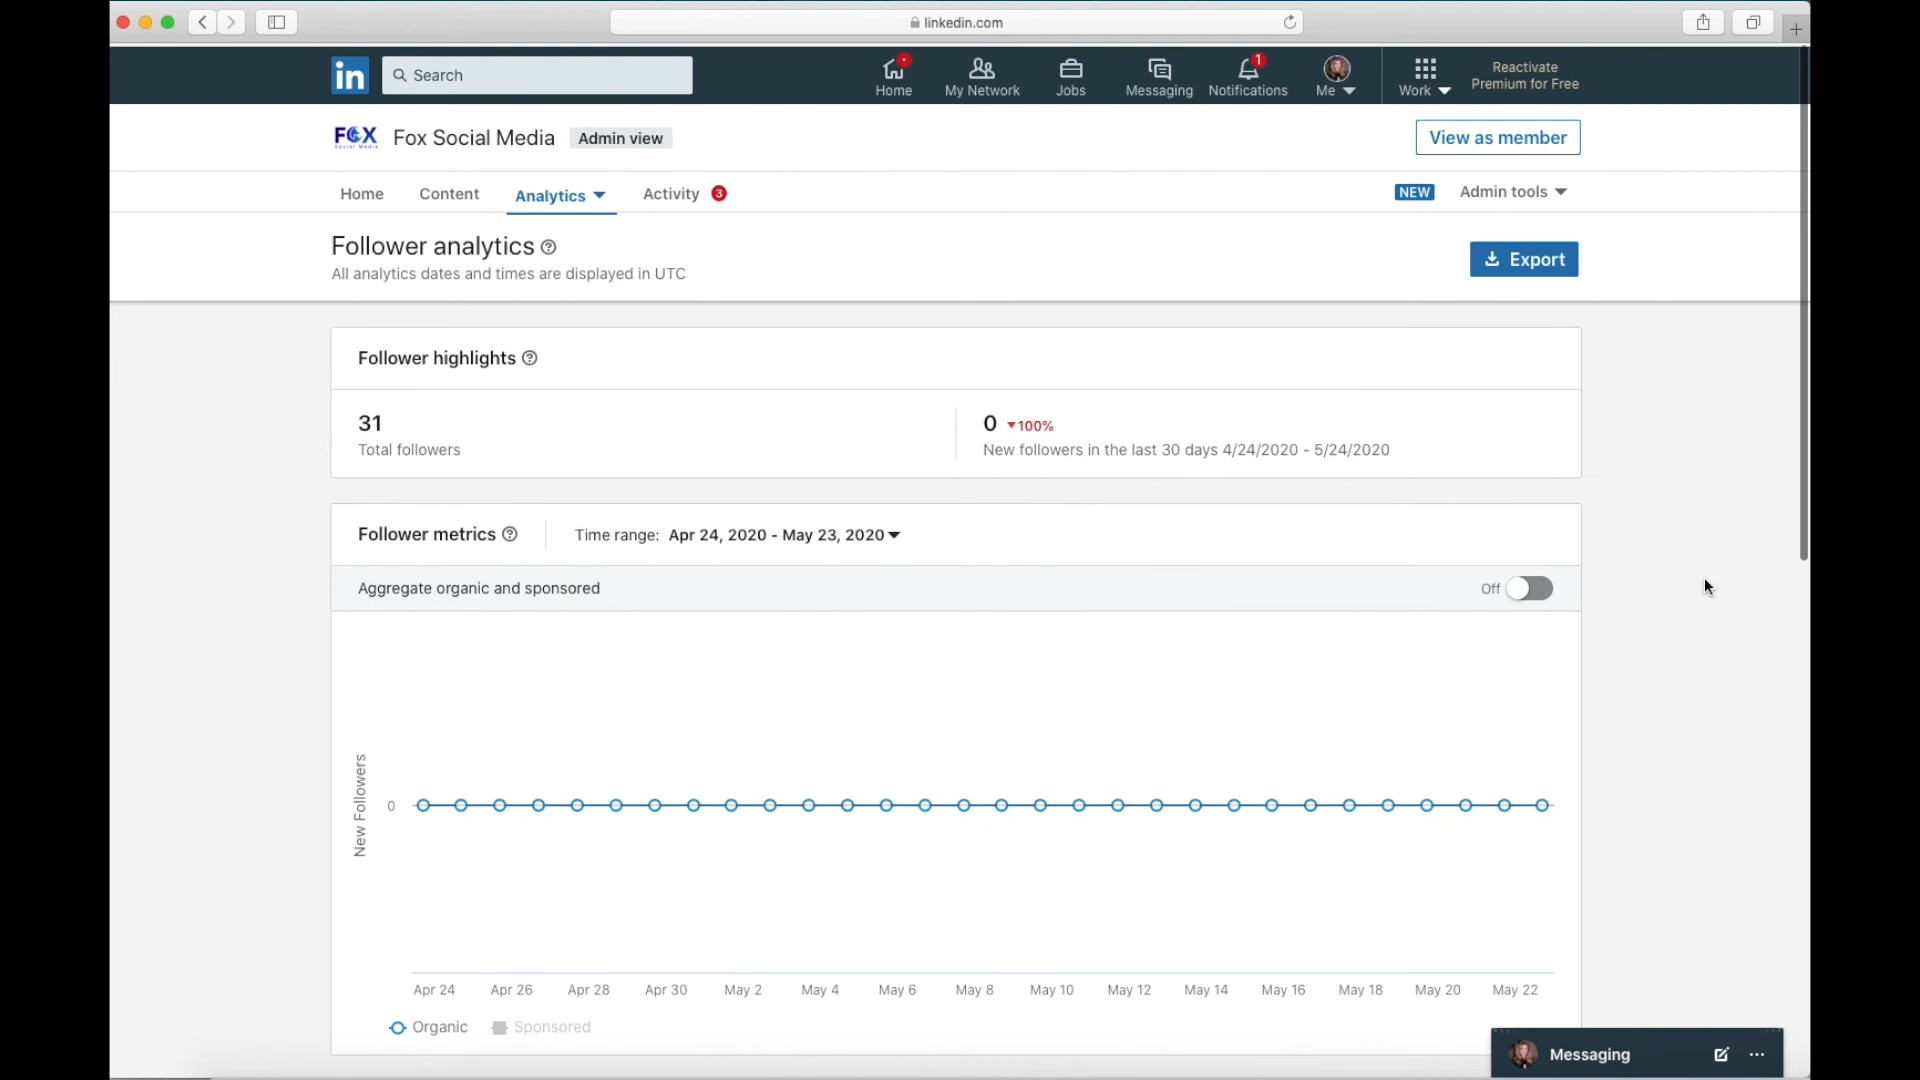 linkedin.com
in
Search
Home
My Network
Jobs
Messaging
1
Notifications
Me
Work
Reactivate
Premium for Free
FOX
Social Media
Fox Social Media
Admin view
View as member
Home
Content
Analytics
Activity
3
NEW
Admin tools
Follower analytics ?
All analytics dates and times are displayed in UTC
Export
Follower highlights ?
31
Total followers
0 ▾100%
New followers in the last 30 days 4/24/2020 - 5/24/2020
Follower metrics ?
Time range: Apr 24, 2020 - May 23, 2020
Aggregate organic and sponsored
Off
New Followers
0
Apr 24 Apr 26 Apr 28 Apr 30 May 2 May 4 May 6 May 8 May 10 May 12 May 14 May 16 May 18 May 20 May 22
Organic Sponsored
Messaging